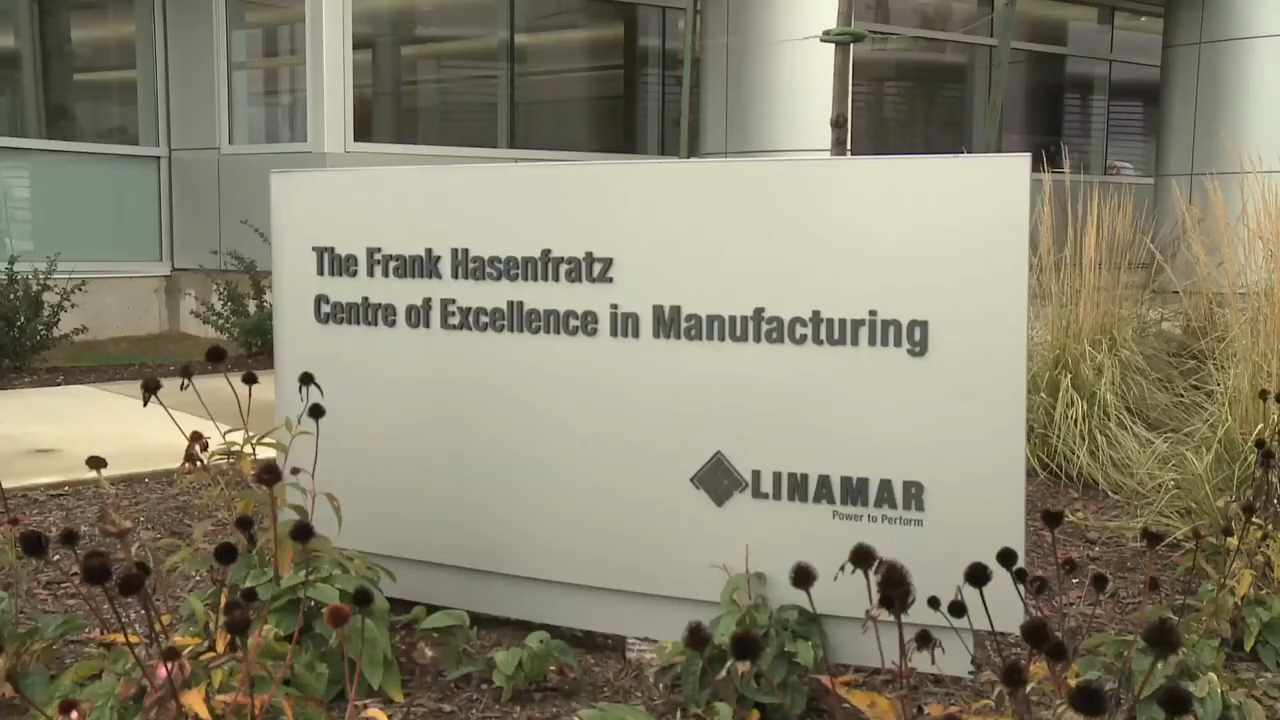 The Frank Hasenfratz
Centre of Excellence in Manufacturing
LINAMAR
Power to Perform